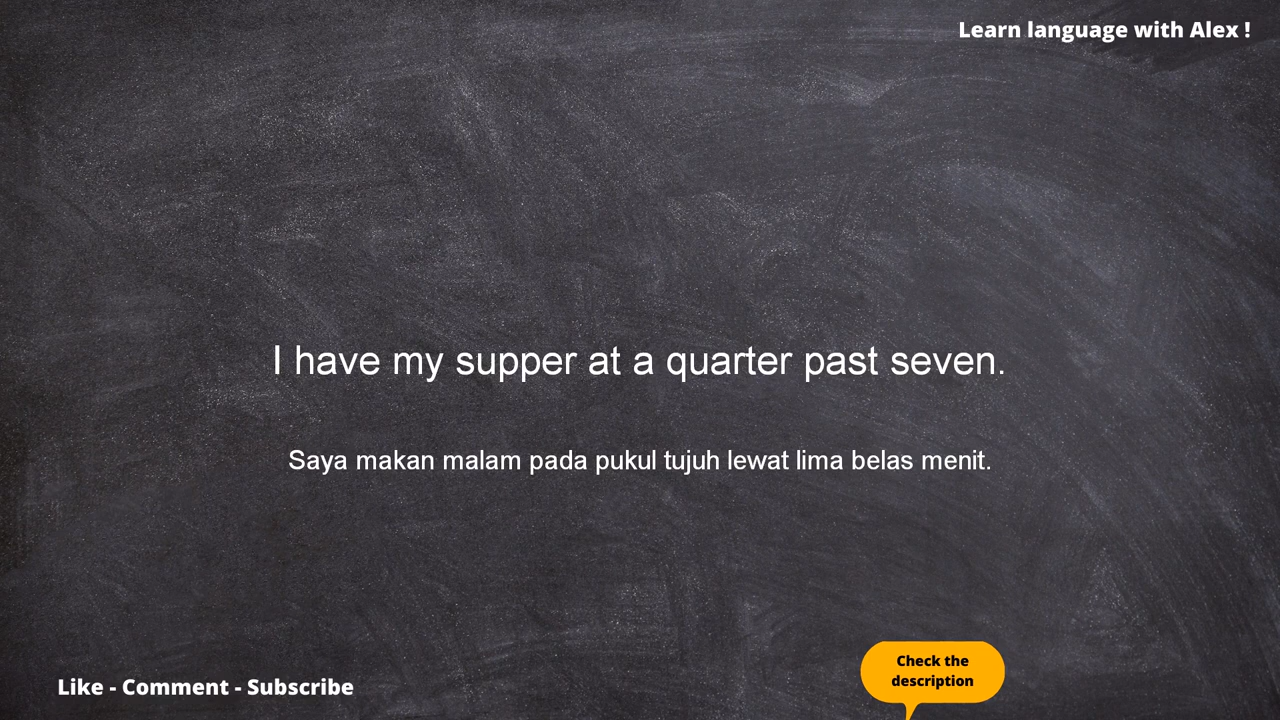 Learn language with Alex !
I have my supper at a quarter past seven.
Saya makan malam pada pukul tujuh lewat lima belas menit.
Check the
description
Like - Comment - Subscribe